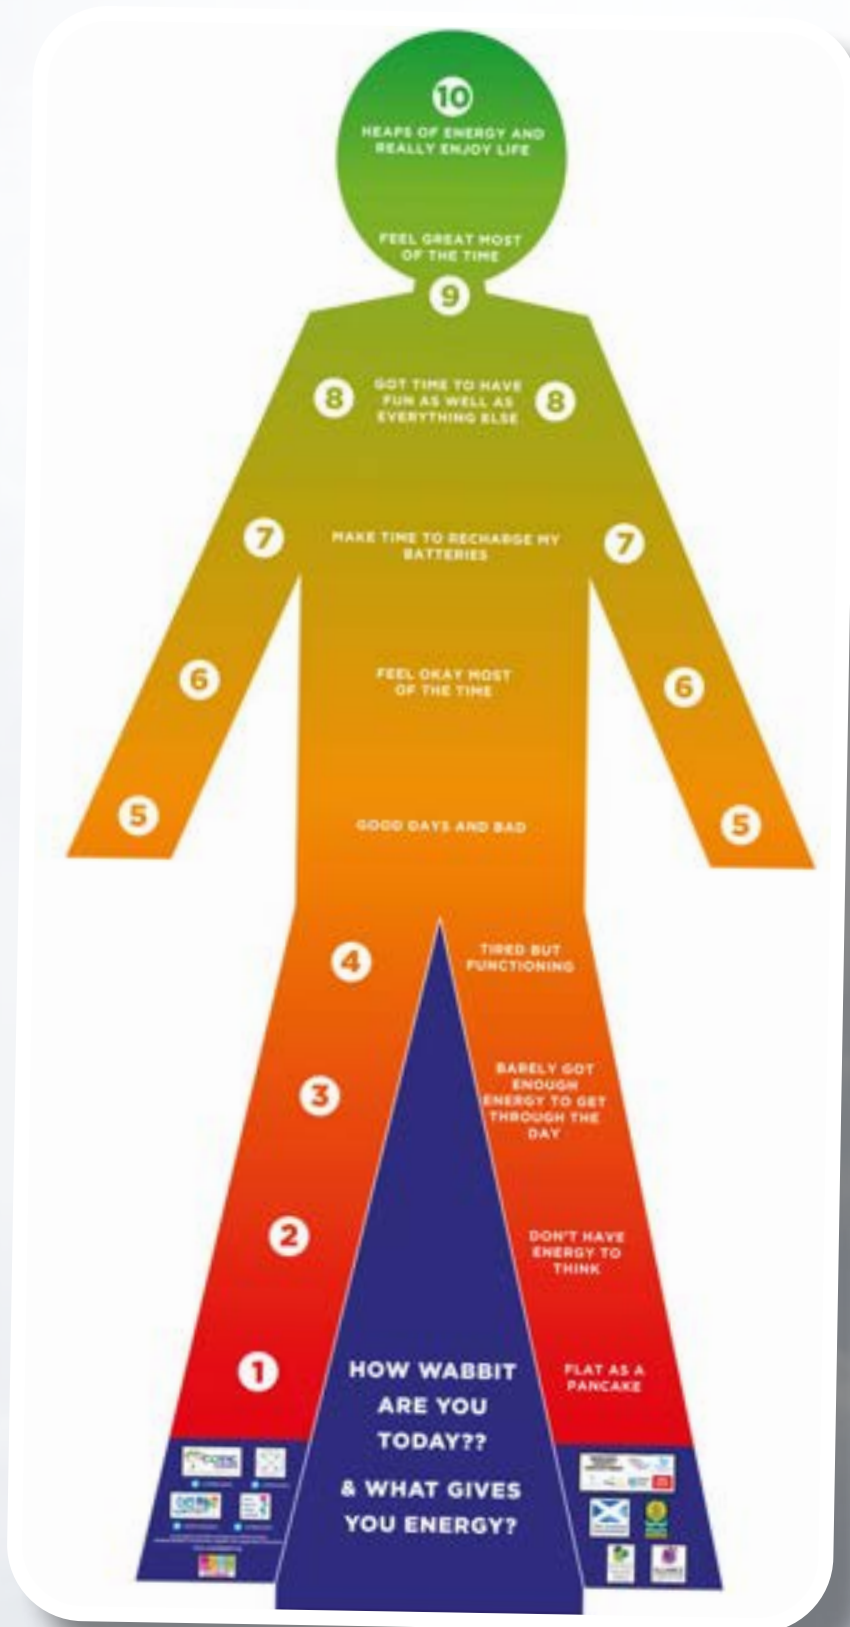 10
HEAPS OF ENERGY AND
REALLY ENJOY LIFE
FEEL GREAT MOST
OF THE TIME
9
8
GOT TIME TO HAVE
FUN AS WELL AS
EVERYTHING ELSE
8
7
MAKE TIME TO RECHARGE MY
BATTERIES
7
6
FEEL OKAY MOST
OF THE TIME
6
5
GOOD DAYS AND BAD
5
4
TIRED BUT
FUNCTIONING
3
BARELY GOT
ENOUGH
ENERGY TO GET
THROUGH THE
DAY
2
DON'T HAVE
ENERGY TO
THINK
1
FLAT AS A
PANCAKE
HOW WABBIT
ARE YOU
TODAY??
& WHAT GIVES
YOU ENERGY?